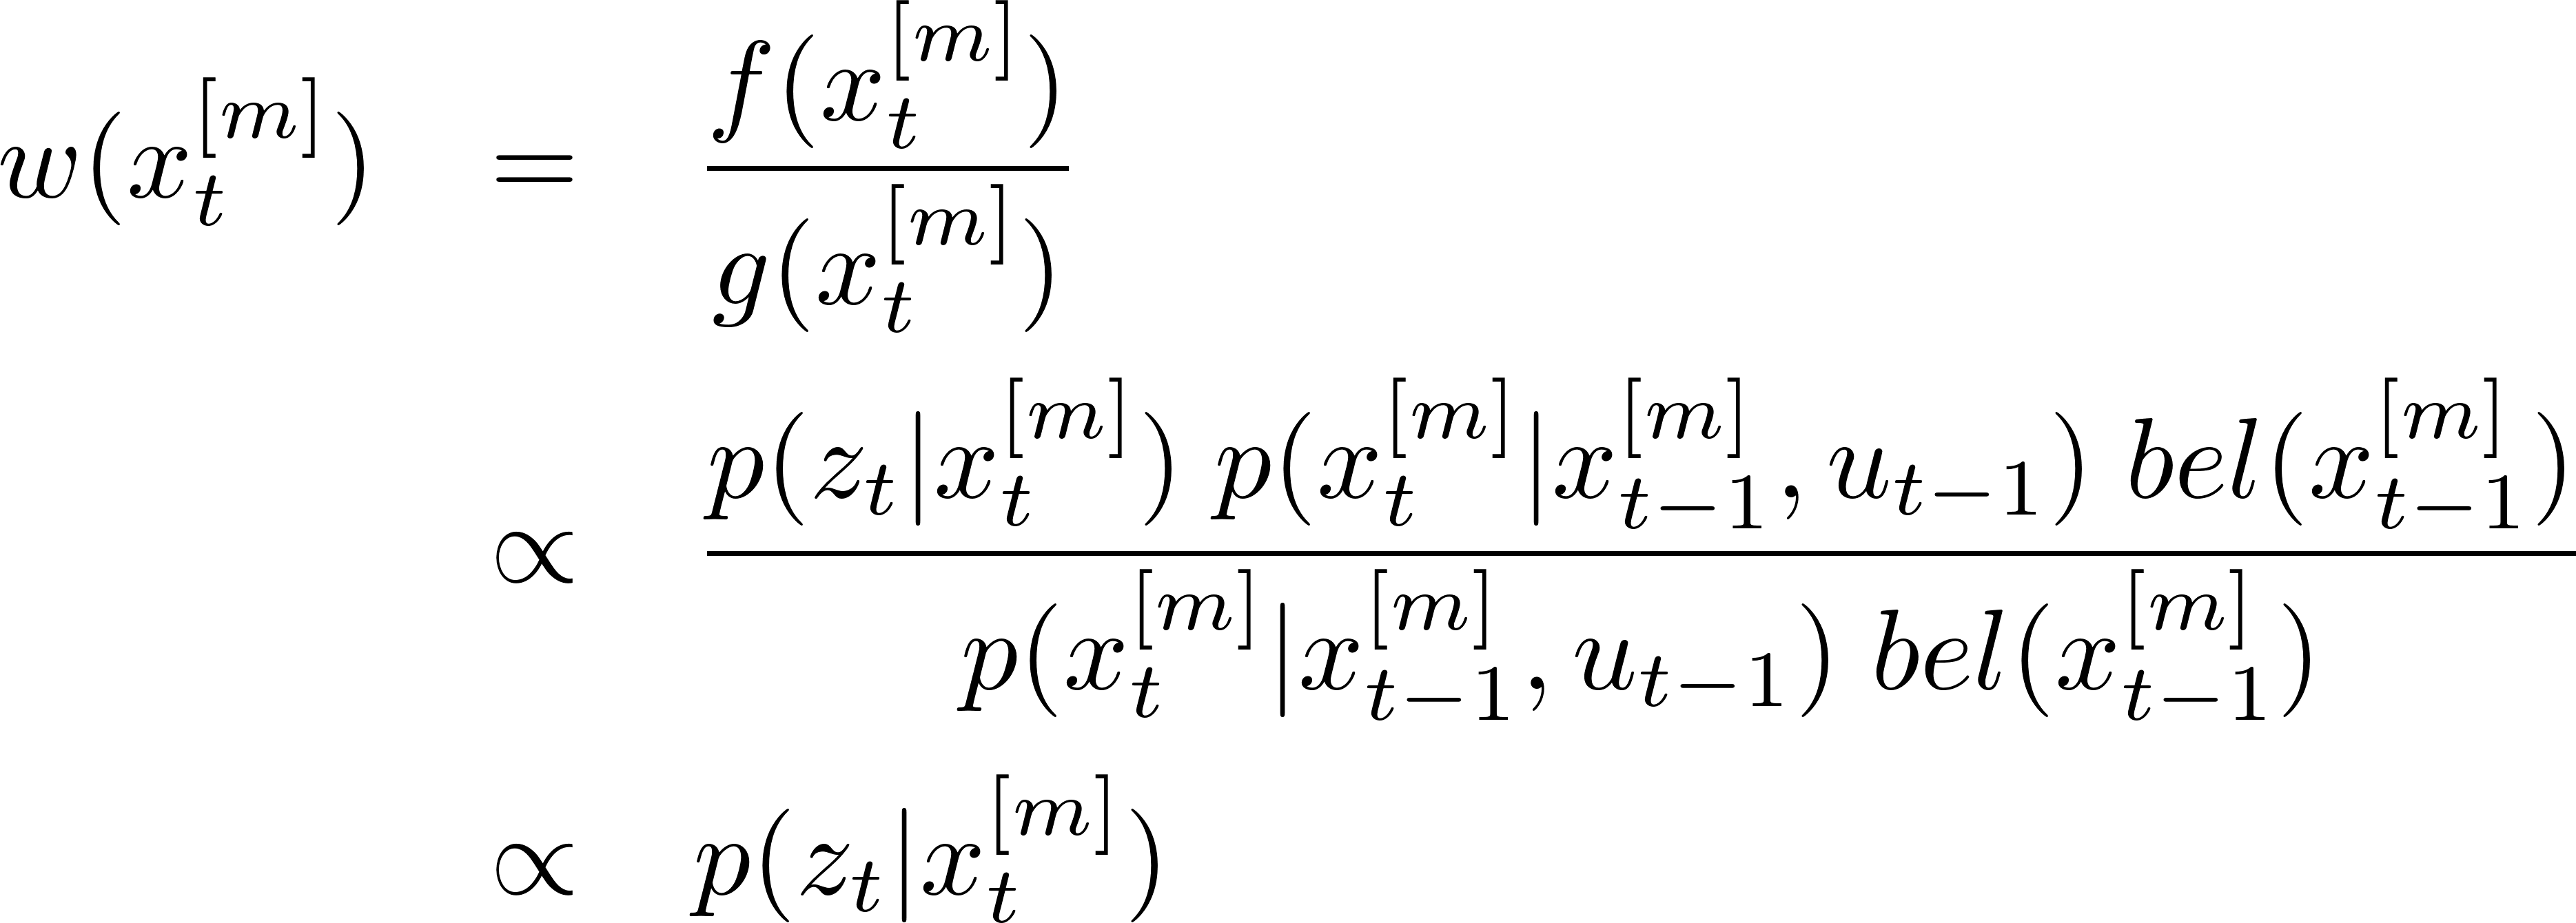 w(x_t^{[m]}) = \frac{f(x_t^{[m]})}{g(x_t^{[m]})}
\propto \frac{p(z_t|x_t^{[m]}) p(x_t^{[m]}|x_{t-1}^{[m]}, u_{t-1}) bel(x_{t-1}^{[m]})}{p(x_t^{[m]}|x_{t-1}^{[m]}, u_{t-1}) bel(x_{t-1}^{[m]})}
\propto p(z_t|x_t^{[m]})